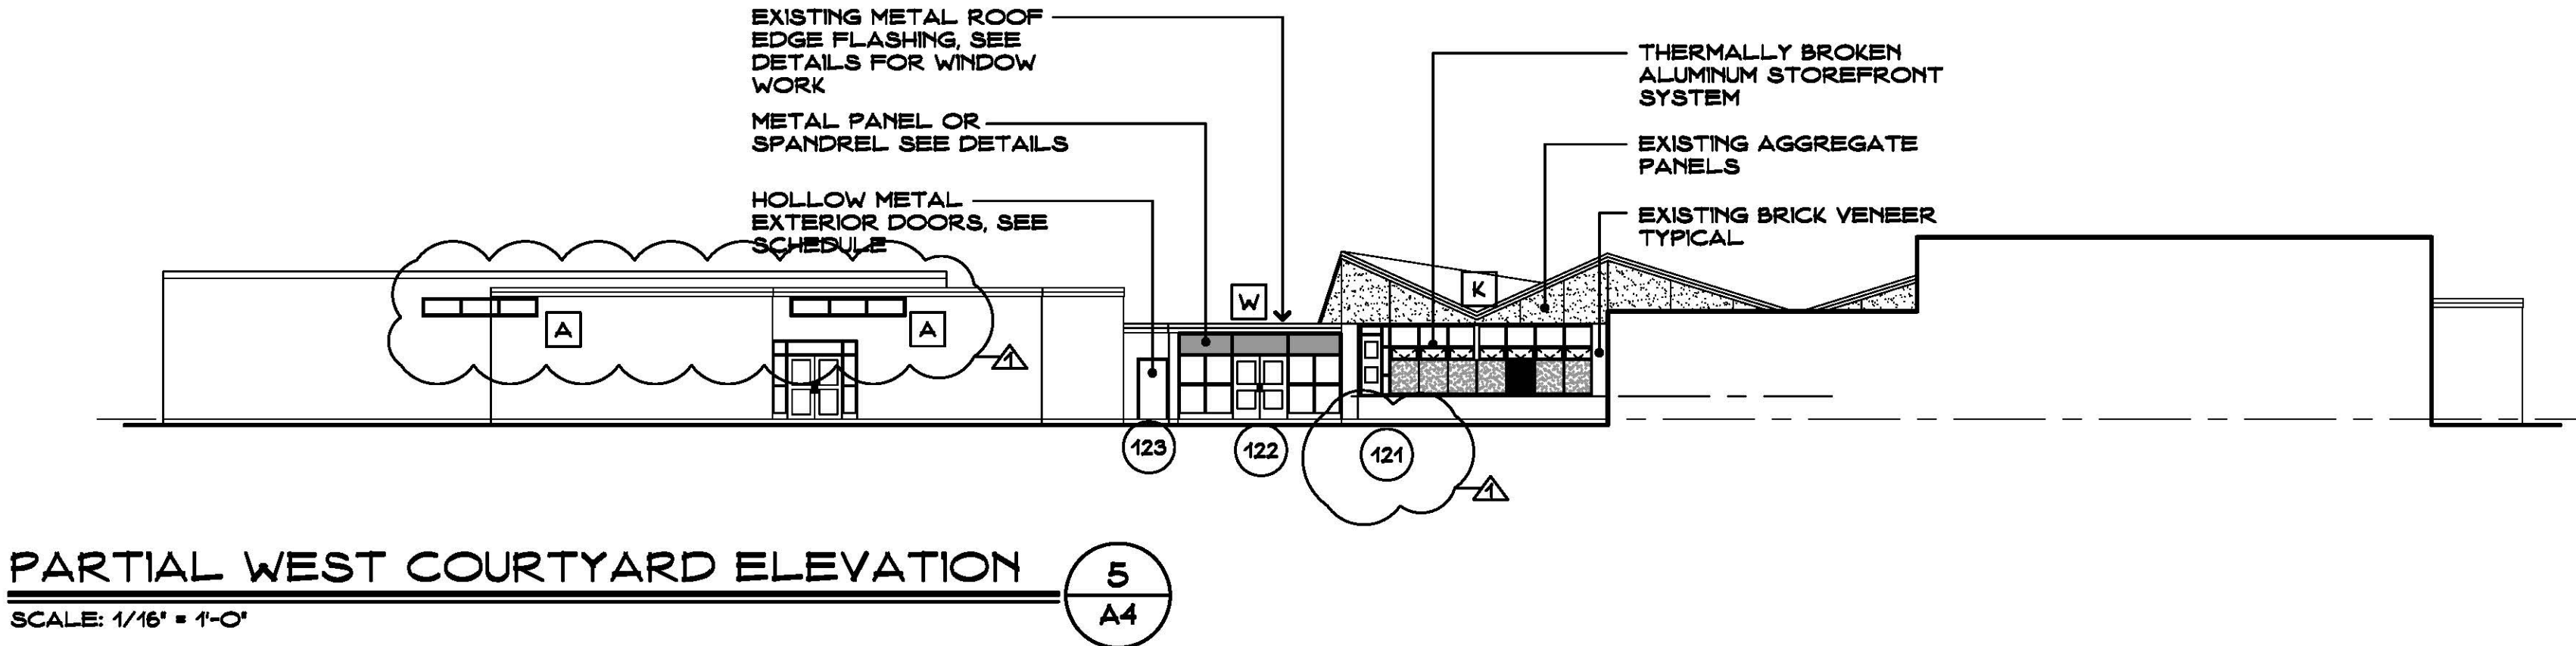 EXISTING METAL ROOF
EDGE FLASHING, SEE
DETAILS FOR WINDOW
WORK
METAL PANEL OR
SPANDREL SEE DETAILS
HOLLOW METAL
EXTERIOR DOORS, SEE
SCHEDULE
THERMALLY BROKEN
ALUMINUM STOREFRONT
SYSTEM
EXISTING AGGREGATE
PANELS
EXISTING BRICK VENEER
TYPICAL
W
K
A
A
1
123
122
121
1
PARTIAL WEST COURTYARD ELEVATION
5
A4
SCALE: 1/16" = 1'-0"